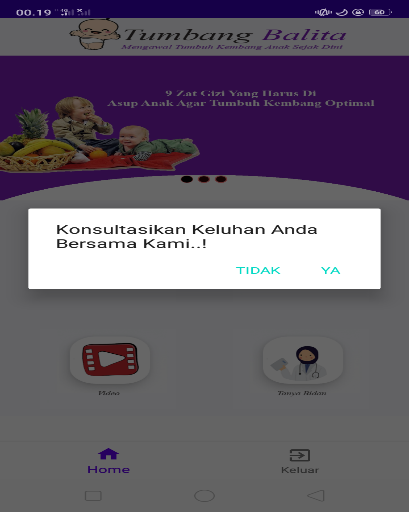 00.19
60
Tumbang Balita
Mengawal Tumbuh Kembang Anak Sejak Dini
9 Zat Gizi Yang Harus Di
Asup Anak Agar Tumbuh Kembang Optimal
Konsultasikan Keluhan Anda
Bersama Kami..!
TIDAK YA
Video Tanya Bidan
Home Keluar